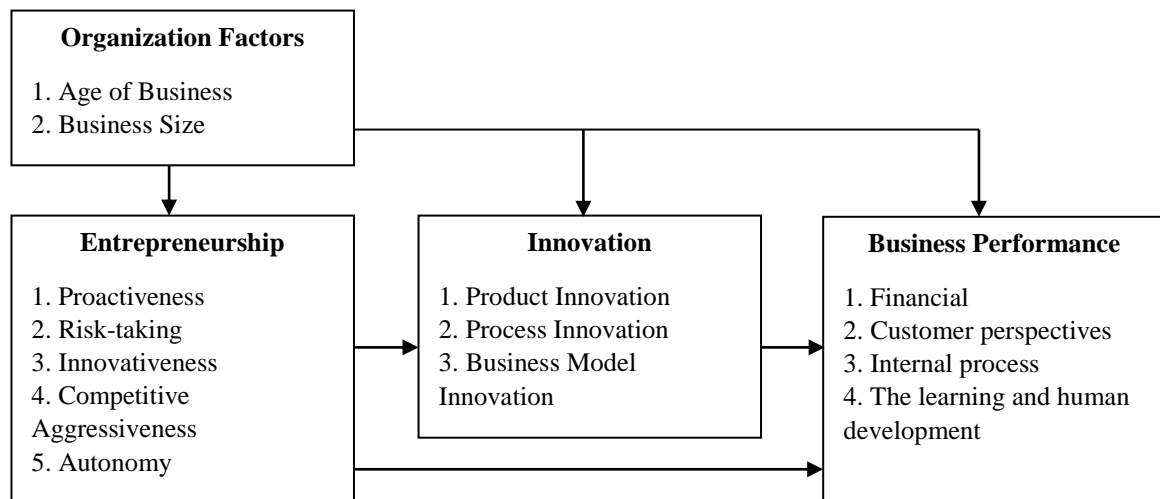 Organization Factors
1. Age of Business
2. Business Size
Entrepreneurship
1. Proactiveness
2. Risk-taking
3. Innovativeness
4. Competitive
Aggressiveness
5. Autonomy
Innovation
1. Product Innovation
2. Process Innovation
3. Business Model
Innovation
Business Performance
1. Financial
2. Customer perspectives
3. Internal process
4. The learning and human
development